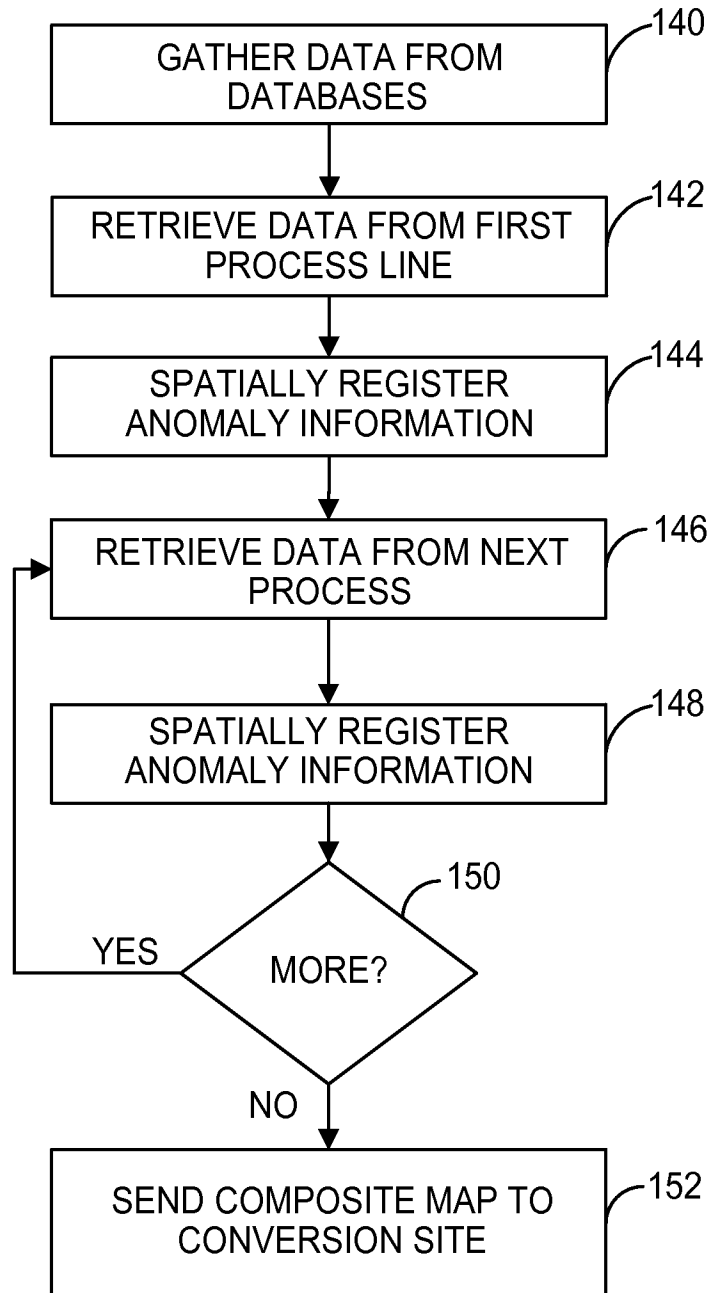 140
GATHER DATA FROM
DATABASES
142
RETRIEVE DATA FROM FIRST
PROCESS LINE
144
SPATIALLY REGISTER
ANOMALY INFORMATION
146
RETRIEVE DATA FROM NEXT
PROCESS
148
SPATIALLY REGISTER
ANOMALY INFORMATION
150
YES
MORE?
NO
152
SEND COMPOSITE MAP TO
CONVERSION SITE